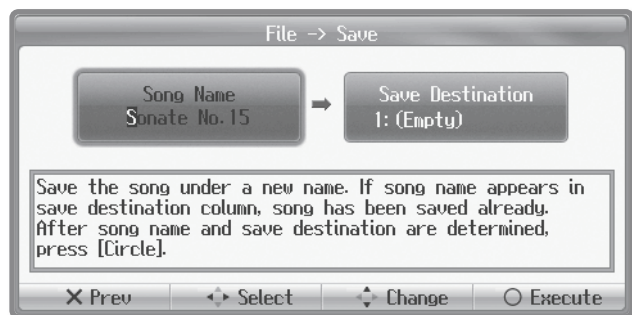 File -> Save
Song Name
Sonate No.15
Save Destination
1: (Empty)
Save the song under a new name. If song name appears in
save destination column, song has been saved already.
After song name and save destination are determined,
press [Circle].
Prev
Select
Change
Execute